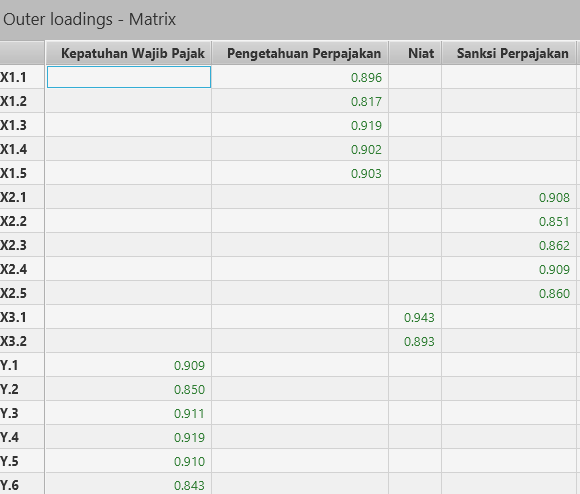 Outer loadings - Matrix
Kepatuhan Wajib Pajak Pengetahuan Perpajakan Niat Sanksi Perpajakan
X1.1 0.896
X1.2 0.817
X1.3 0.919
X1.4 0.902
X1.5 0.903
X2.1 0.908
X2.2 0.851
X2.3 0.862
X2.4 0.909
X2.5 0.860
X3.1 0.943
X3.2 0.893
Y.1 0.909
Y.2 0.850
Y.3 0.911
Y.4 0.919
Y.5 0.910
Y.6 0.843